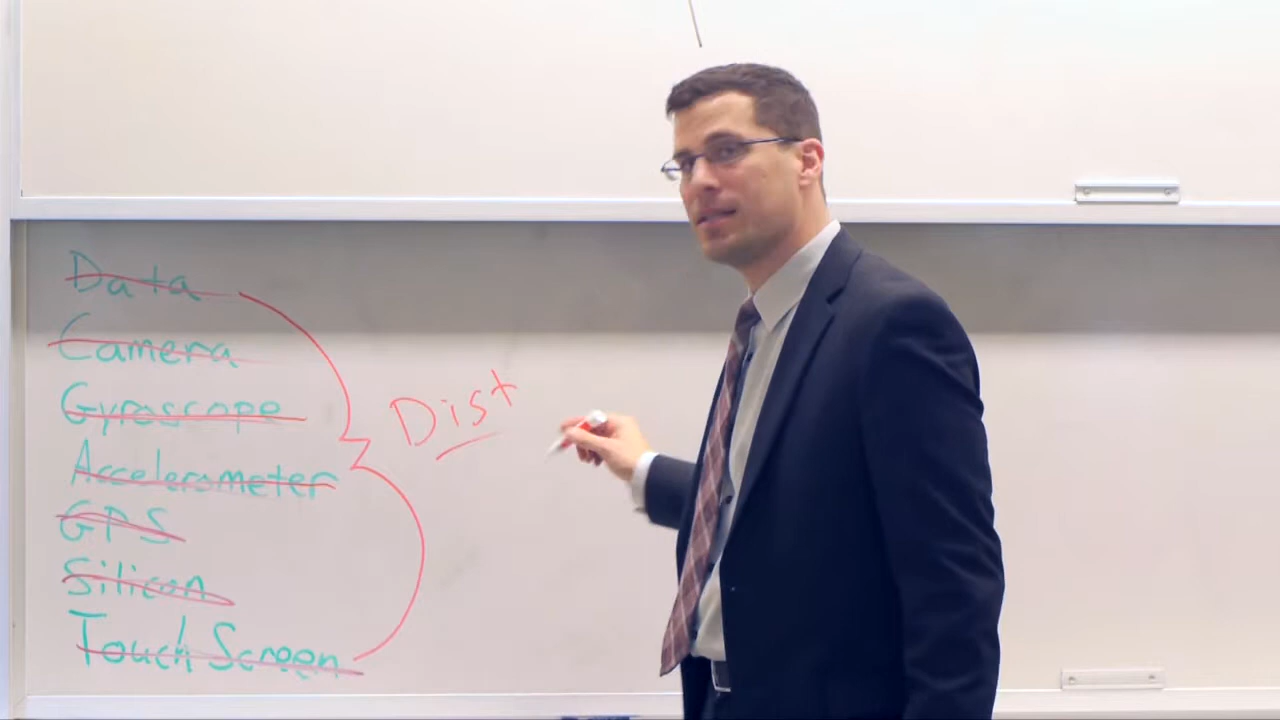 Data
Camera
Gyroscope
Accelerometer
GPS
Silicon
Touch Screen
Dist